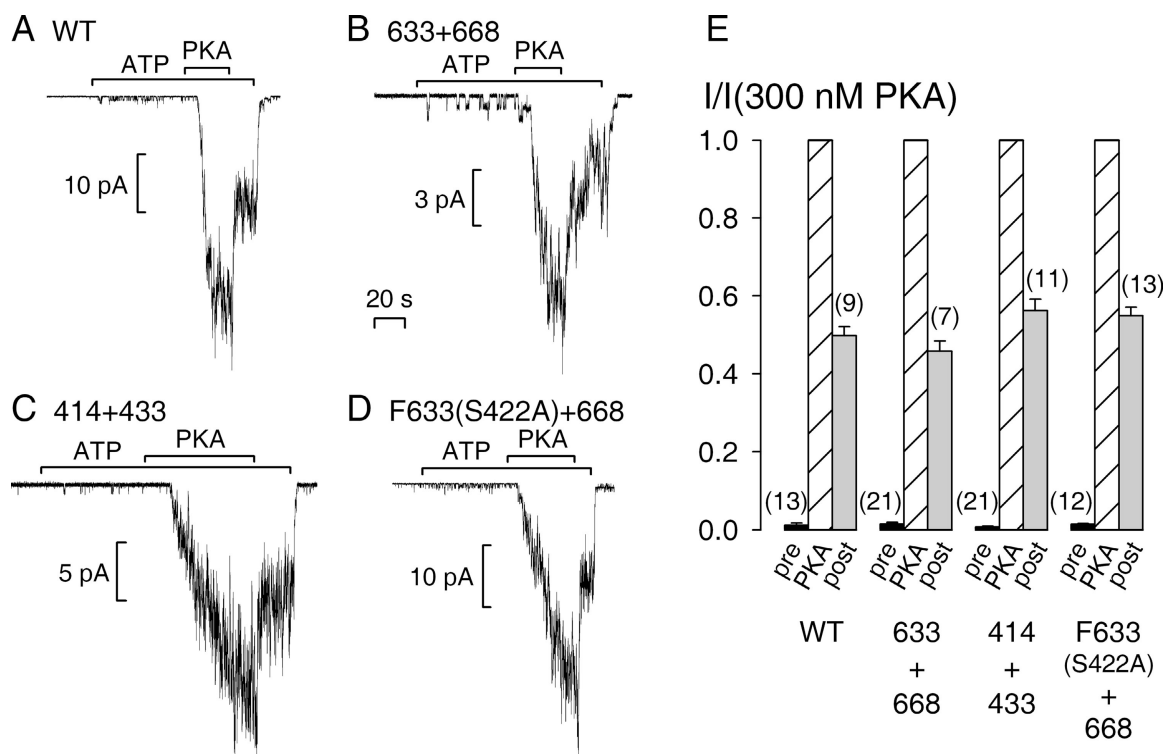 A WT
PKA
ATP
10 pA
B 633+668
PKA
ATP
3 pA
20 s
C 414+433
PKA
ATP
5 pA
D F633(S422A)+668
PKA
ATP
10 pA
E
I/I(300 nM PKA)
1.0
0.8
0.6
0.4
0.2
0.0
(13) (9) (21) (7) (21) (11) (12) (13)
pre PKA post pre PKA post pre PKA post pre PKA post
WT 633 414 F633
+ + (S422A)
668 433 +
668